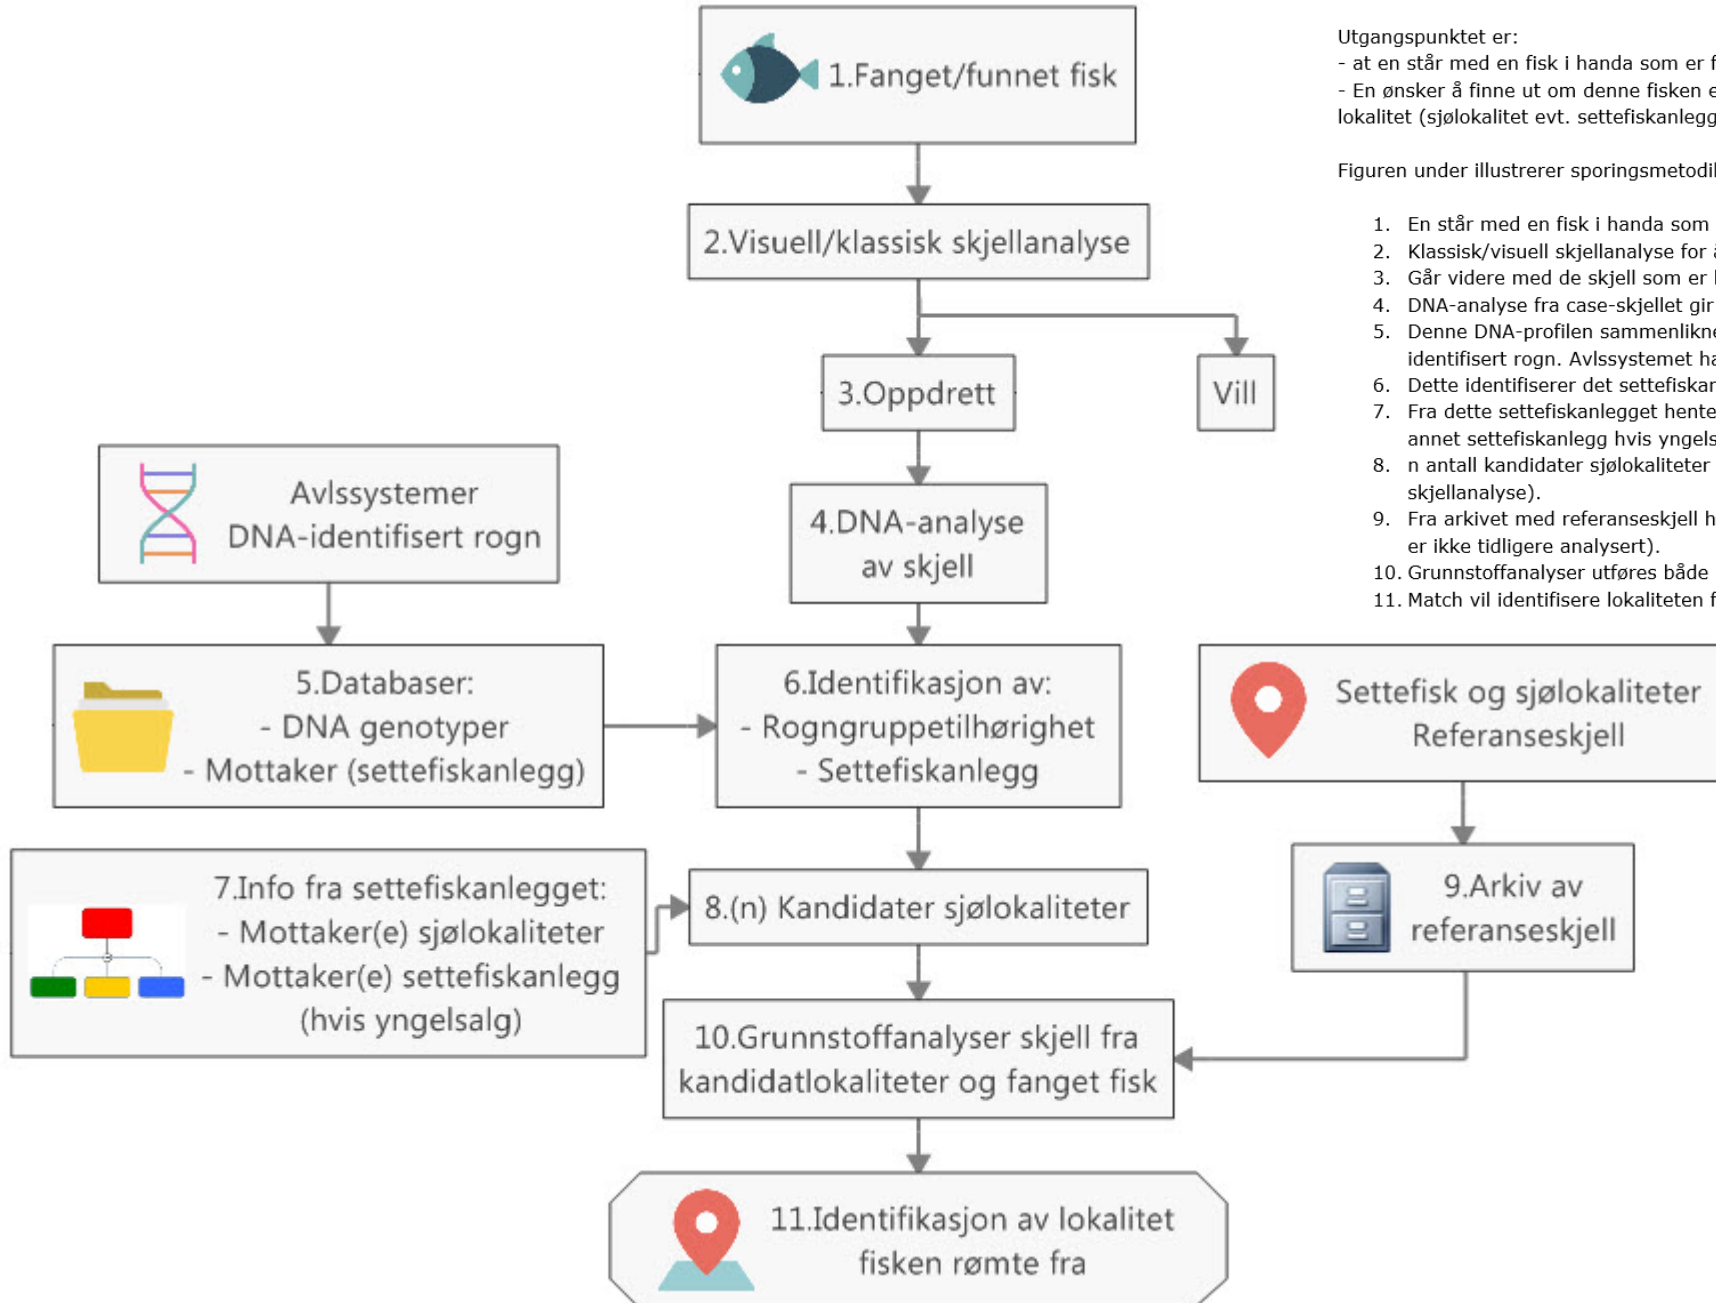 1.Fanget/funnet fisk
2.Visuell/klassisk skjellanalyse
3.Oppdrett
Vill
Avlssystemer
DNA-identifisert rogn
4.DNA-analyse
av skjell
5.Databaser:
- DNA genotyper
- Mottaker (settefiskanlegg)
6.Identifikasjon av:
- Rogngruppetilhørighet
- Settefiskanlegg
Settefisk og sjølokaliteter
Referanseskjell
7.Info fra settefiskanlegget:
- Mottaker(e) sjølokaliteter
- Mottaker(e) settefiskanlegg
(hvis yngelsalg)
8.(n) Kandidater sjølokaliteter
9.Arkiv av
referanseskjell
10.Grunnstoffanalyser skjell fra
kandidatlokaliteter og fanget fisk
11.Identifikasjon av lokalitet
fisken rømte fra
Utgangspunktet er:
- at en står med en fisk i handa som er
- En ønsker å finne ut om denne fisken
lokalitet (sjølokalitet evt. settefiskanlegg
Figuren under illustrerer
1. En står med en fisk i handa som
2. Klassisk/visuell skjellanalyse for
3. Går videre med de skjell som er
4. DNA-analyse fra case-skjellet gir
5. Denne DNA-profilen
identifisert rogn. Avlssystemet
6. Dette identifiserer det
7. Fra dette settefiskanlegget
annet settefiskanlegg hvis
8. n antall kandidater sjølokaliteter
skjellanalyse).
9. Fra arkivet med referanseskjell
er ikke tidligere analysert).
10. Grunnstoffanalyser utføres både
11. Match vil identifisere lokaliteten